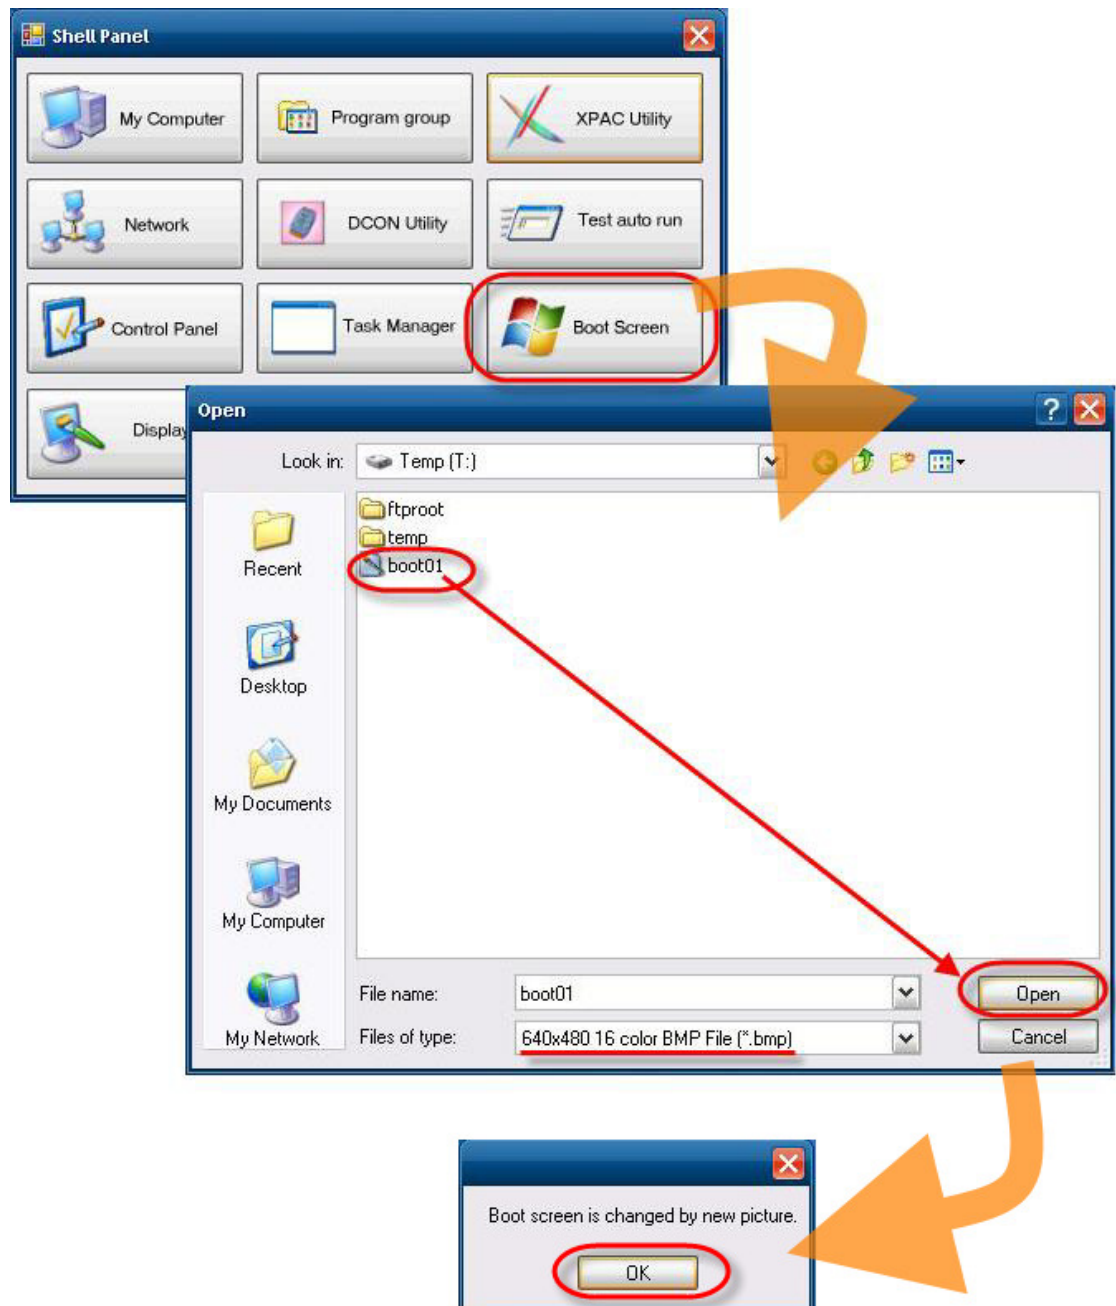 Shell Panel
My Computer
Program group
XPAC Utility
Network
DCON Utility
Test auto run
Control Panel
Task Manager
Boot Screen
Display
Open
?
Look in:
Temp (T:)
ftproot
temp
boot01
Recent
Desktop
My Documents
My Computer
My Network
File name:
boot01
Open
Files of type:
640x480 16 color BMP File (*.bmp)
Cancel
Boot screen is changed by new picture.
OK